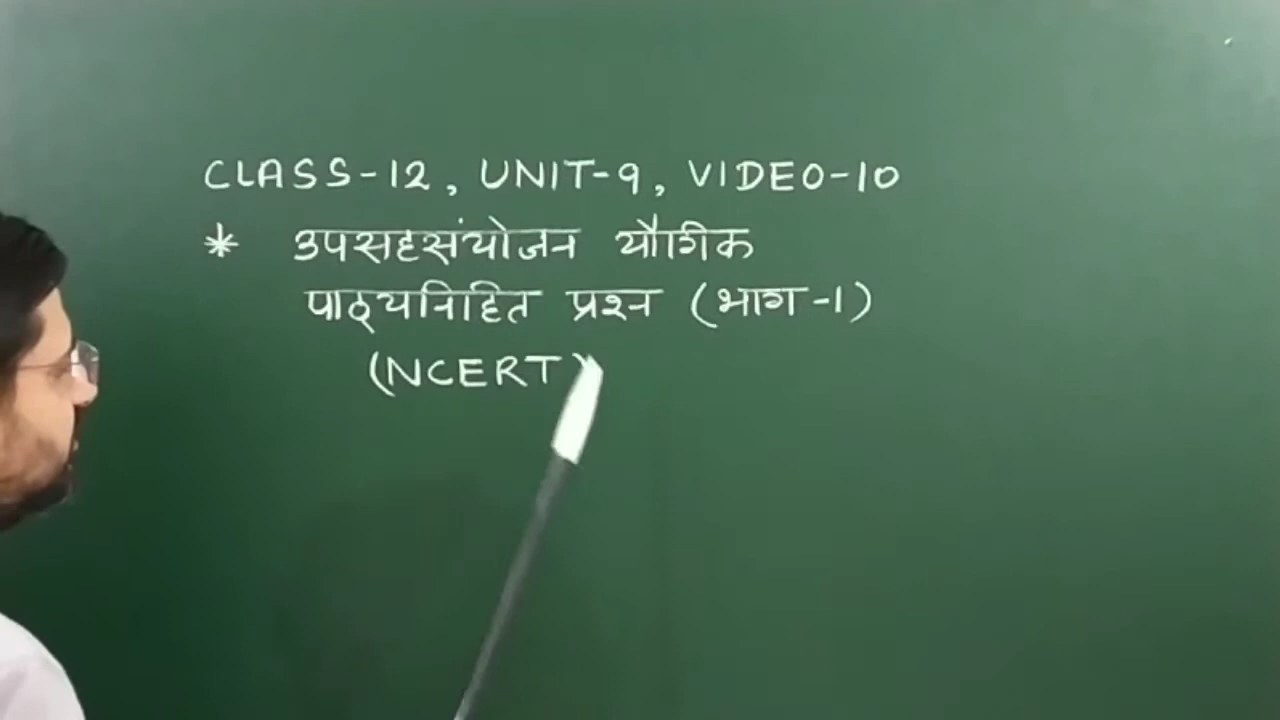 CLASS-12, UNIT-9, VIDEO-10
* उपसहसंयोजन यौगिक
पाठ्यनिहित प्रश्न (भाग-1)
(NCERT)